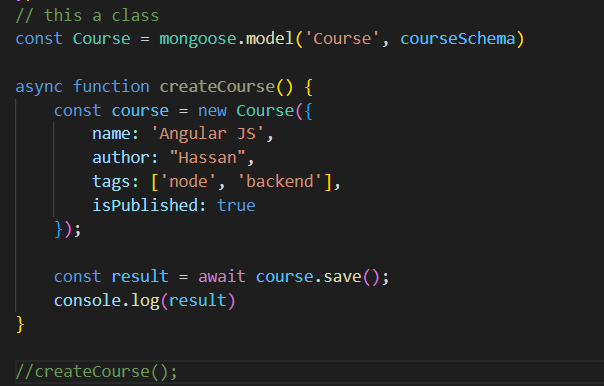 // this a class
const Course = mongoose.model('Course', courseSchema)
async function createCourse() {
    const course = new Course({
        name: 'Angular JS',
        author: "Hassan",
        tags: ['node', 'backend'],
        isPublished: true
    });
    const result = await course.save();
    console.log(result)
}
//createCourse();